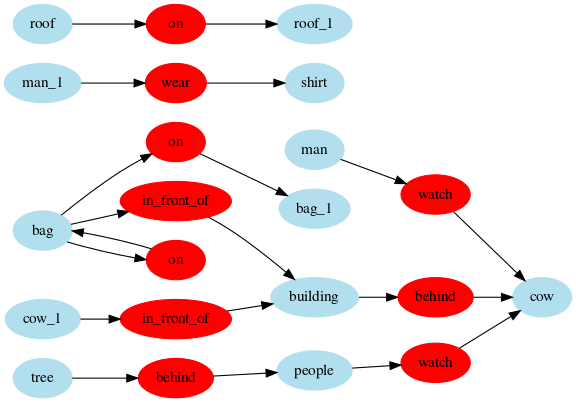 roof on roof_1
man_1 wear shirt
on man
in_front_of watch
bag bag_1
on
cow_1 in_front_of building behind cow
tree behind people watch